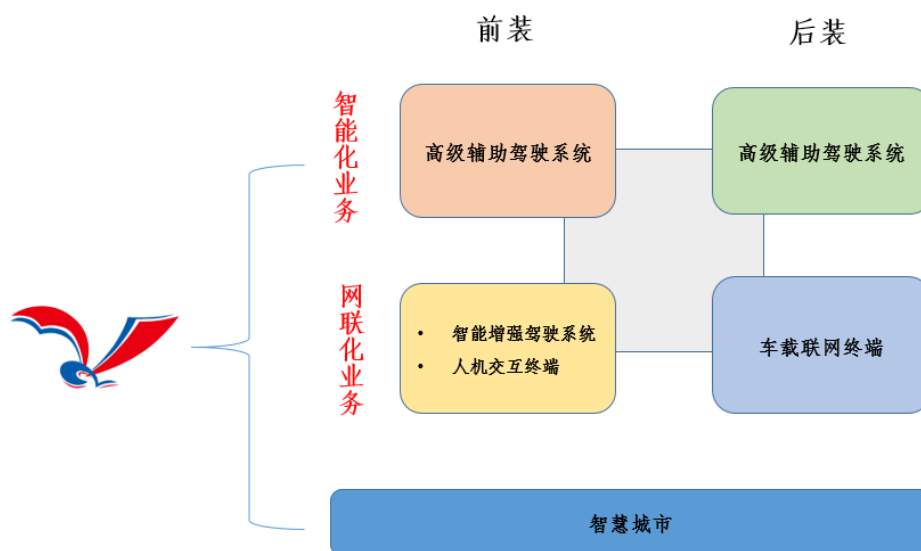 前装
后装
智能化业务
高级辅助驾驶系统
高级辅助驾驶系统
网联化业务
• 智能增强驾驶系统
• 人机交互终端
车载联网终端
智慧城市